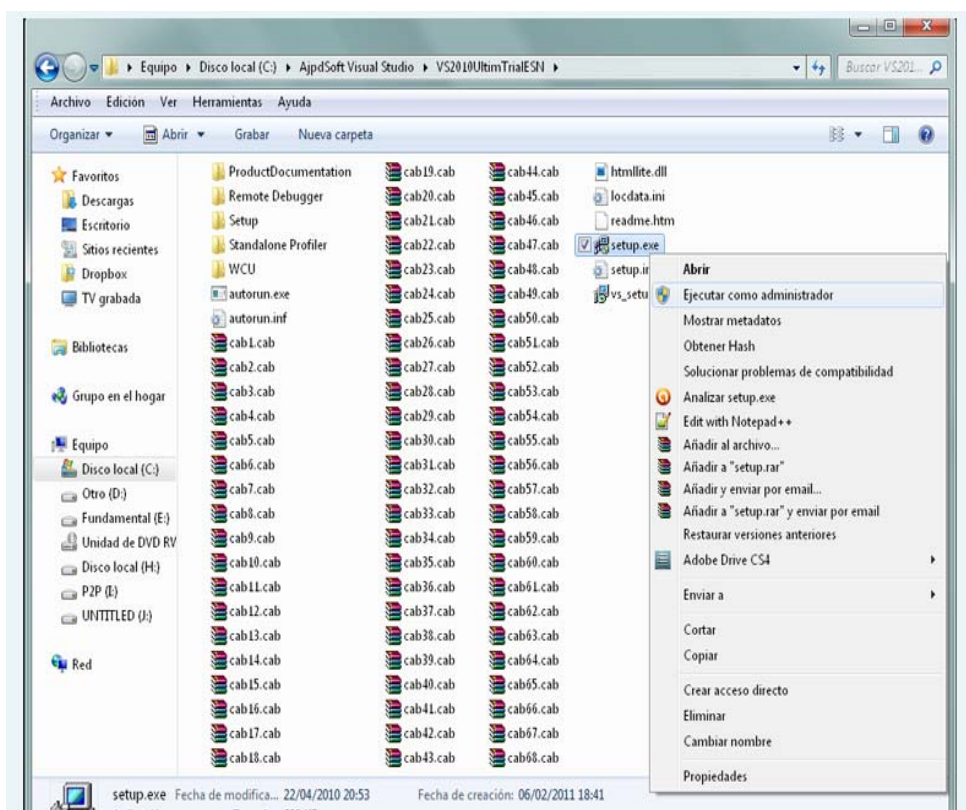 Equipo ▸ Disco local (C:) ▸ AjpdSoft Visual Studio ▸ VS2010UltimTrialESN ▸
Buscar VS201...
Archivo Edición Ver Herramientas Ayuda
Organizar Abrir Grabar Nueva carpeta
Favoritos
Descargas
Escritorio
Sitios recientes
Dropbox
TV grabada
Bibliotecas
Grupo en el hogar
Equipo
Disco local (C:)
Otro (D:)
Fundamental (E:)
Unidad de DVD RW
Disco local (H:)
P2P (I:)
UNTITLED (J:)
Red
ProductDocumentation
Remote Debugger
Setup
Standalone Profiler
WCU
autorun.exe
autorun.inf
cab1.cab
cab2.cab
cab3.cab
cab4.cab
cab5.cab
cab6.cab
cab7.cab
cab8.cab
cab9.cab
cab10.cab
cab11.cab
cab12.cab
cab13.cab
cab14.cab
cab15.cab
cab16.cab
cab17.cab
cab18.cab
cab19.cab
cab20.cab
cab21.cab
cab22.cab
cab23.cab
cab24.cab
cab25.cab
cab26.cab
cab27.cab
cab28.cab
cab29.cab
cab30.cab
cab31.cab
cab32.cab
cab33.cab
cab34.cab
cab35.cab
cab36.cab
cab37.cab
cab38.cab
cab39.cab
cab40.cab
cab41.cab
cab42.cab
cab43.cab
cab44.cab
cab45.cab
cab46.cab
cab47.cab
cab48.cab
cab49.cab
cab50.cab
cab51.cab
cab52.cab
cab53.cab
cab54.cab
cab55.cab
cab56.cab
cab57.cab
cab58.cab
cab59.cab
cab60.cab
cab61.cab
cab62.cab
cab63.cab
cab64.cab
cab65.cab
cab66.cab
cab67.cab
cab68.cab
htmllite.dll
locdata.ini
readme.htm
setup.exe
setup.in
vs_setu
Abrir
Ejecutar como administrador
Mostrar metadatos
Obtener Hash
Solucionar problemas de compatibilidad
Analizar setup.exe
Edit with Notepad++
Añadir al archivo...
Añadir a "setup.rar"
Añadir y enviar por email...
Añadir a "setup.rar" y enviar por email
Restaurar versiones anteriores
Adobe Drive CS4
Enviar a
Cortar
Copiar
Crear acceso directo
Eliminar
Cambiar nombre
Propiedades
setup.exe Fecha de modifica... 22/04/2010 20:53 Fecha de creación: 06/02/2011 18:41